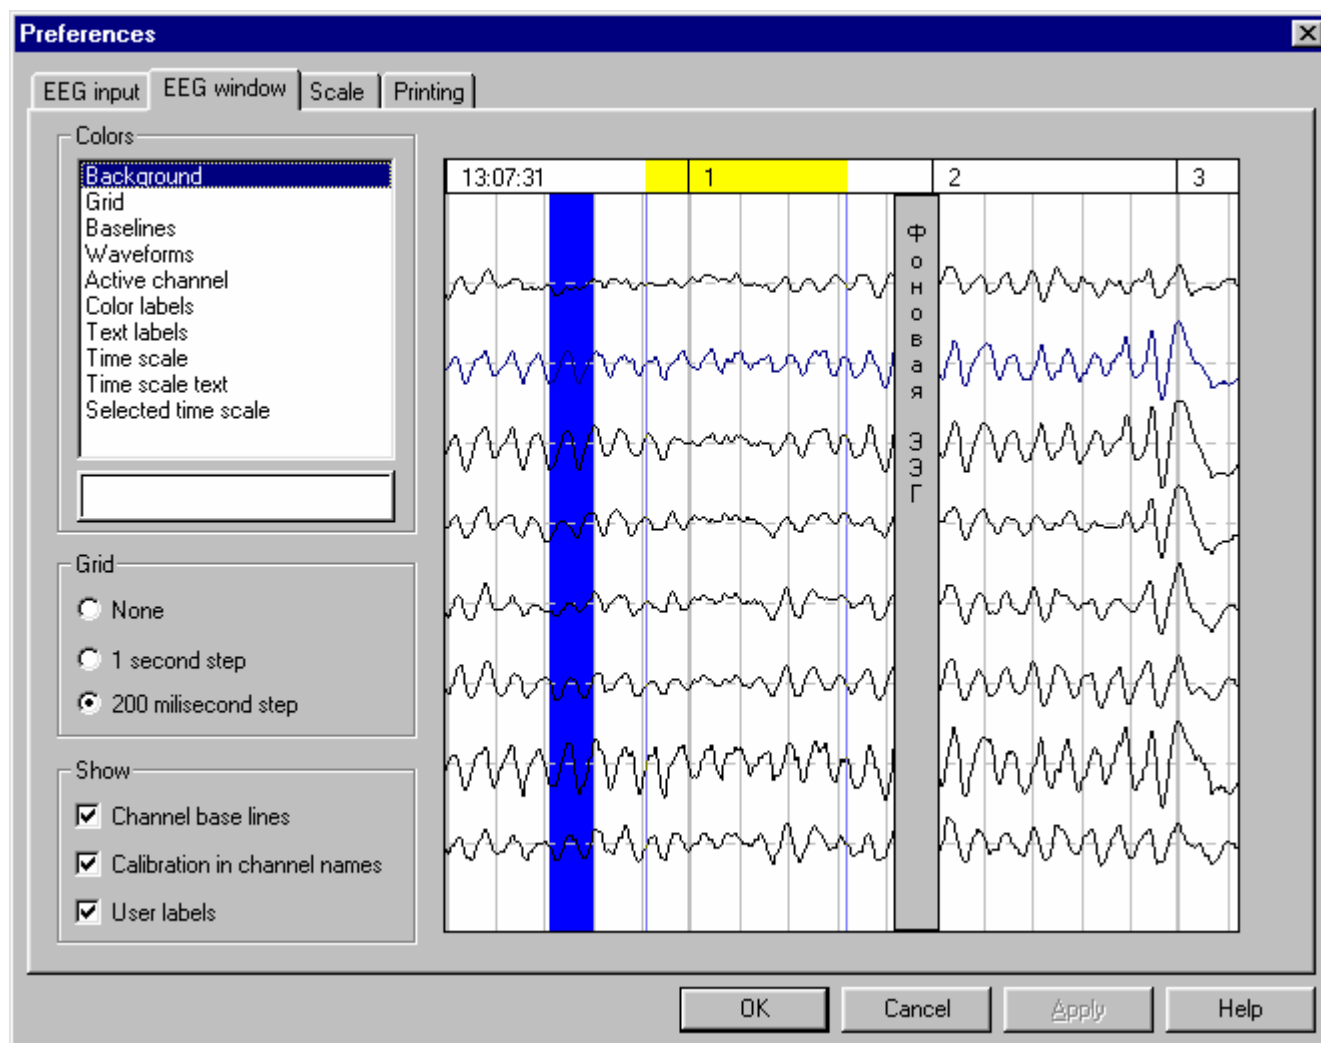 Preferences
EEG input EEG window Scale Printing
Colors
Background
Grid
Baselines
Waveforms
Active channel
Color labels
Text labels
Time scale
Time scale text
Selected time scale
Grid
None
1 second step
200 milisecond step
Show
Channel base lines
Calibration in channel names
User labels
13:07:31 1 2 3
Фоновая ЭЭГ
OK Cancel Apply Help